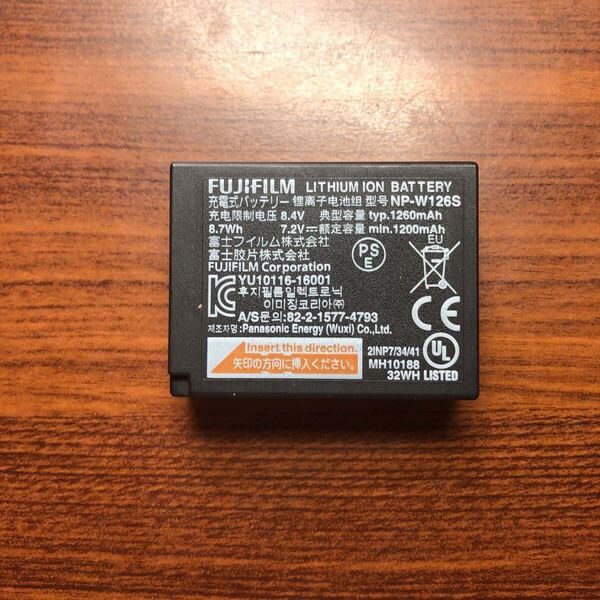 FUJIFILM LITHIUM ION BATTERY
充電式バッテリー 锂离子电池组 型号 NP-W126S
充电限制电压 8.4V 典型容量 typ.1260mAh
8.7Wh 7.2V⎓额定容量 min.1200mAh
富士フイルム株式会社
富士胶片株式会社
FUJIFILM Corporation
PS
E
EU
KC YU10116-16001
후지필름일렉트로닉
이미징코리아㈜
A/S문의:82-2-1577-4793
제조자명:Panasonic Energy (Wuxi) Co.,Ltd.
CE
Insert this direction.
矢印の方向に挿入ください。
2INP7/34/41
MH10188
32WH
UL
LISTED